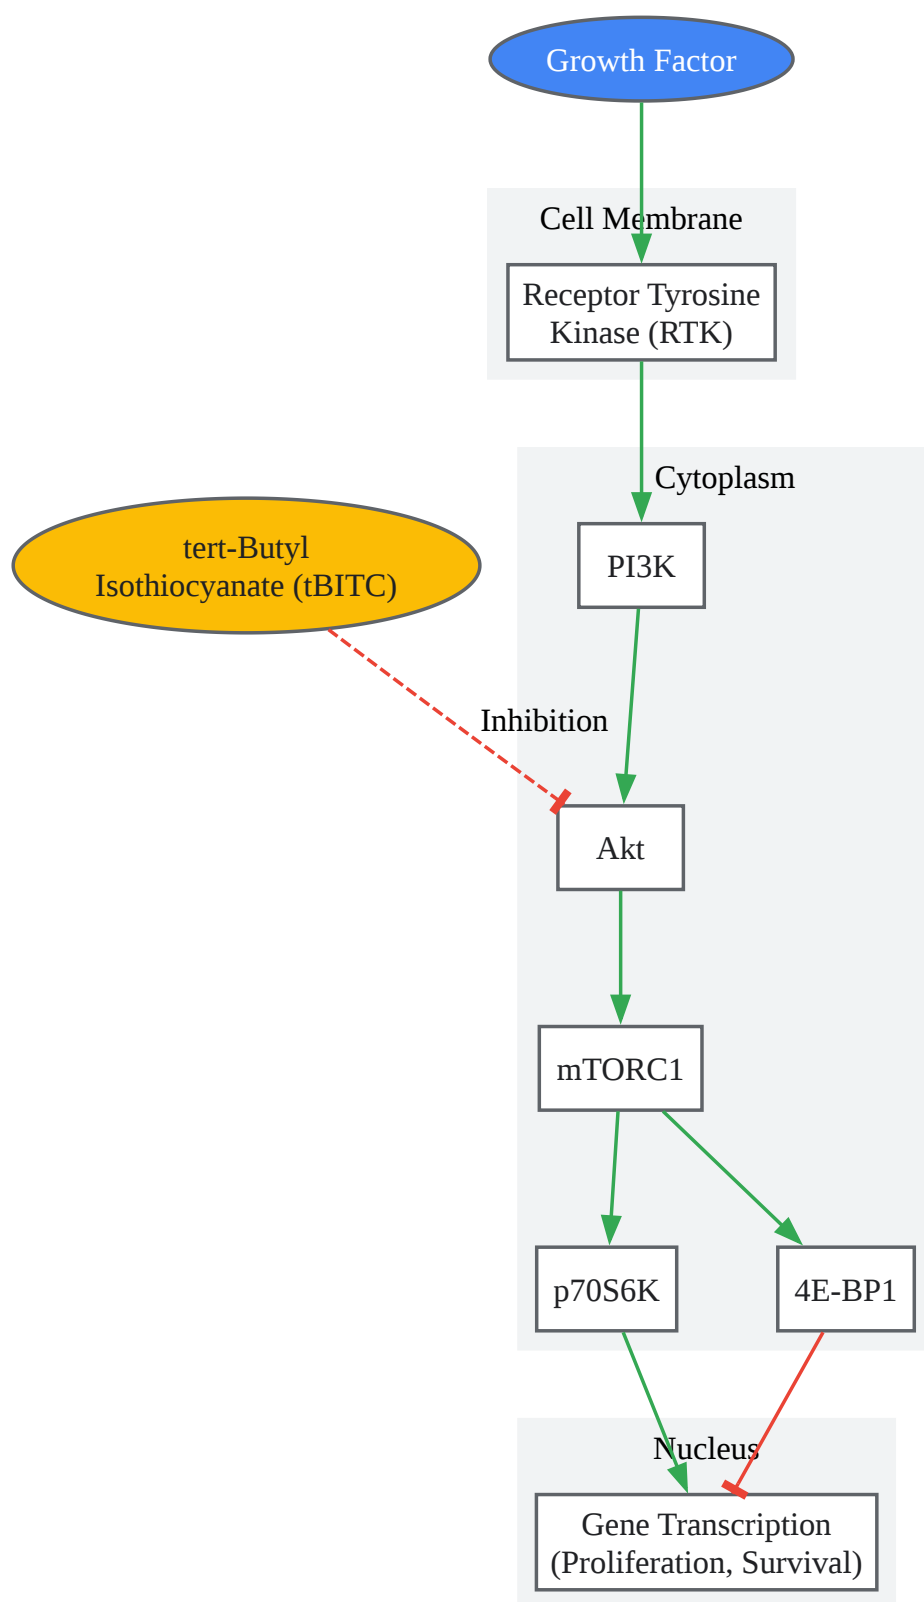 Growth Factor
Cell Membrane
Receptor Tyrosine
Kinase (RTK)
Cytoplasm
tert-Butyl
Isothiocyanate (tBITC)
PI3K
Inhibition
Akt
mTORC1
p70S6K
4E-BP1
Nucleus
Gene Transcription
(Proliferation, Survival)